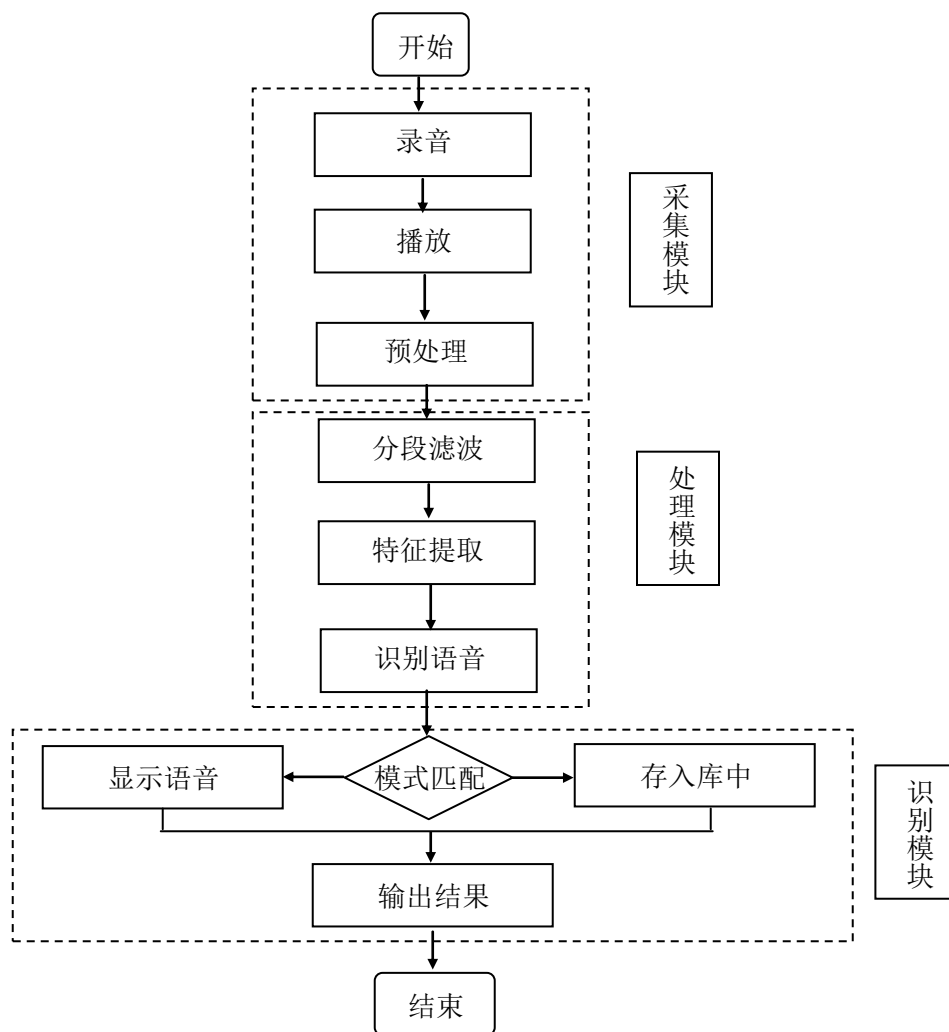 开始
录音
播放
预处理
采集模块
分段滤波
特征提取
识别语音
处理模块
显示语音
模式匹配
存入库中
输出结果
识别模块
结束